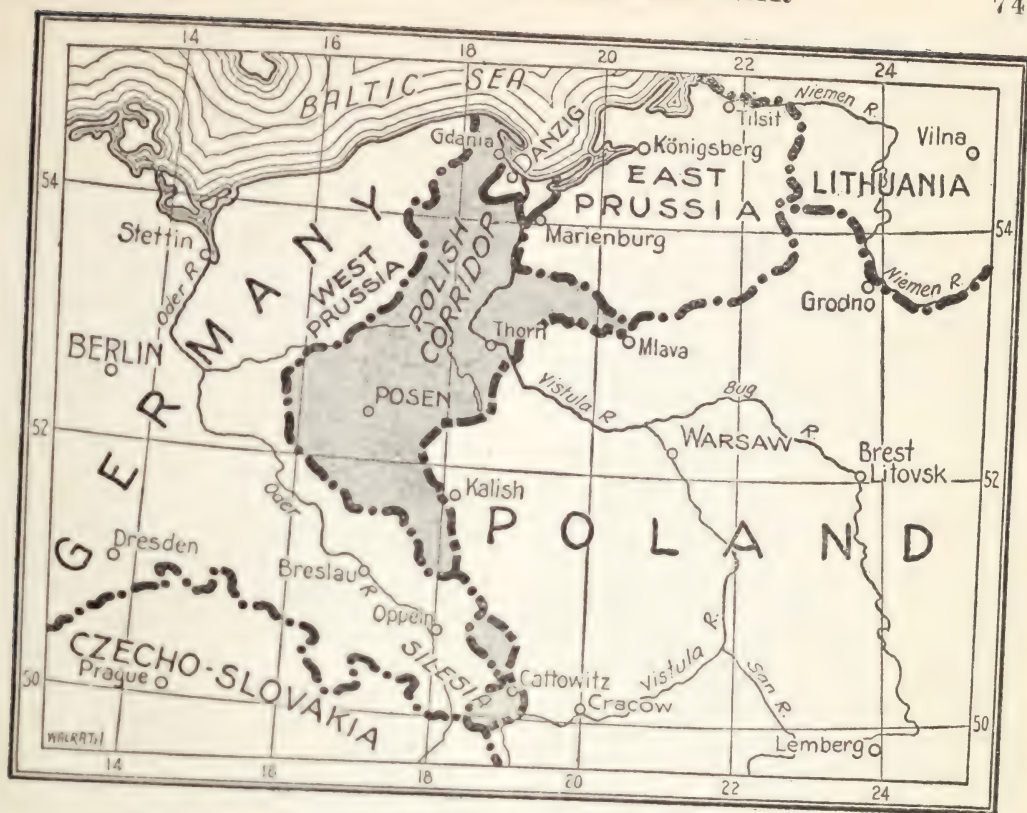 74
14
16
18
20
22
24
BALTIC SEA
Niemen R.
Tilsit
Vilna
Gdania
ANZIG
Königsberg
54
EAST
PRUSSIA
LITHUANIA
54
Stettin
Marienburg
WEST
PRUSSIA
POLISH
CORRIDOR
Grodno
Niemen R.
Oder R.
GERMANY
BERLIN
Thorn
Mlava
POSEN
Vistula R
Bug
R.
52
WARSAW
Brest
Litovsk
52
Oder
R
Kalish
POLAND
Dresden
Breslau
Oppeln
SILESIA
CZECHO-SLOVAKIA
Vistula
R.
San R.
50
Prague
Cattowitz
Cracow
50
WALRATH
Lemberg
14
16
18
20
22
24